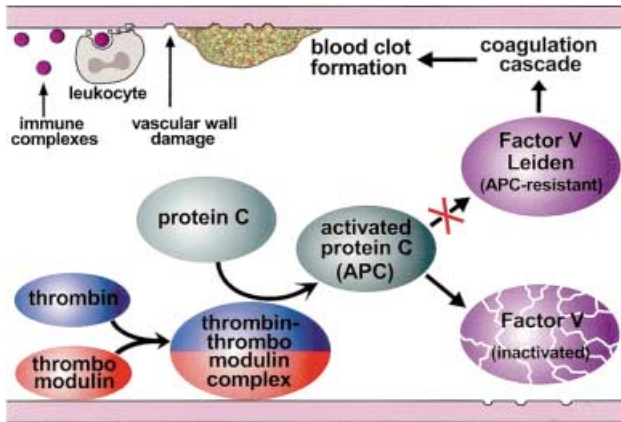 blood clot
formation
coagulation
cascade
leukocyte
immune
complexes
vascular wall
damage
Factor V
Leiden
(APC-resistant)
protein C
activated
protein C
(APC)
thrombin
thrombin-
thrombo
modulin
complex
thrombo
modulin
Factor V
(inactivated)